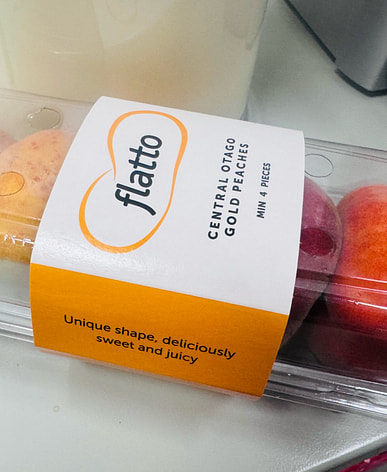 flatto
CENTRAL OTAGO
GOLD PEACHES
MIN 4 PIECES
Unique shape, deliciously
sweet and juicy